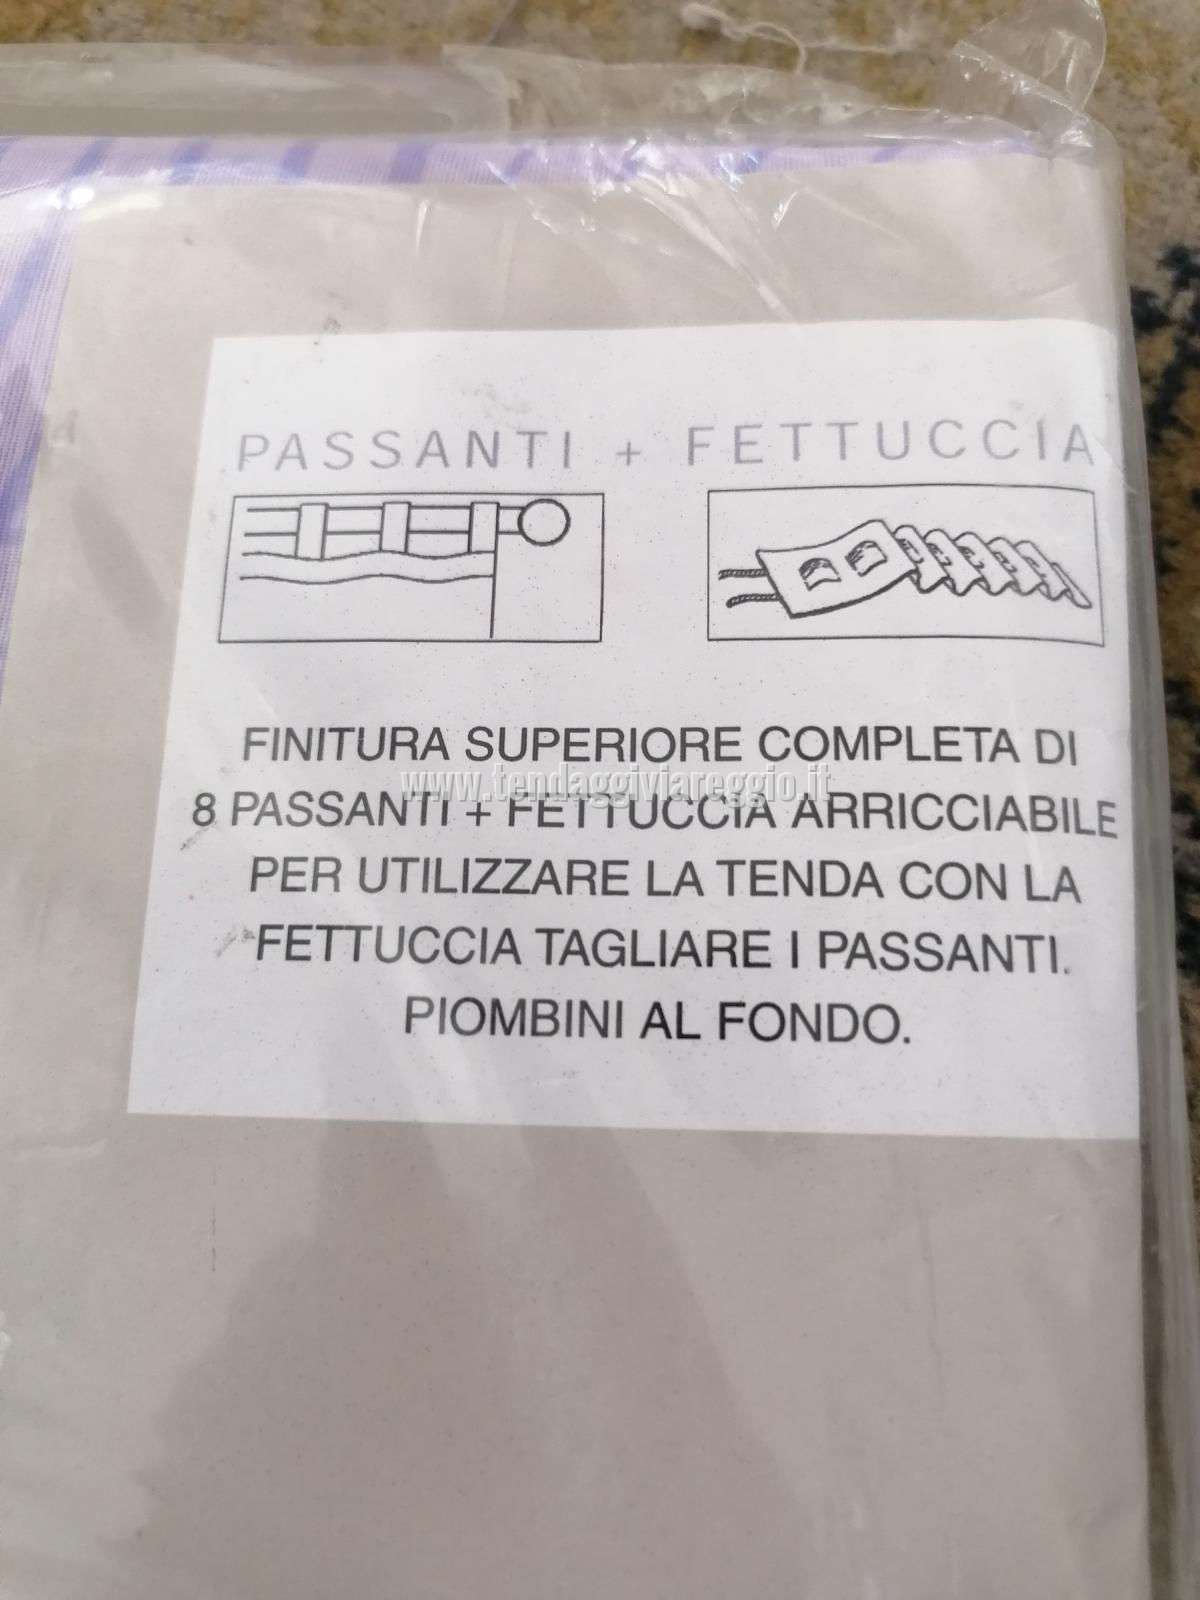 PASSANTI + FETTUCCIA
FINITURA SUPERIORE COMPLETA DI
www.tendaggiviareggio.it
8 PASSANTI + FETTUCCIA ARRICCIABILE
PER UTILIZZARE LA TENDA CON LA
FETTUCCIA TAGLIARE I PASSANTI.
PIOMBINI AL FONDO.